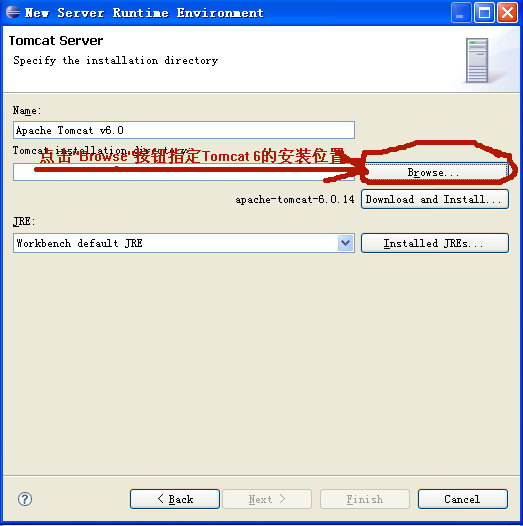 New Server Runtime Environment
Tomcat Server
Specify the installation directory
Name:
Apache Tomcat v6.0
Tomcat installation directory
点击"Browse"按钮指定Tomcat 6的安装位置
Browse...
apache-tomcat-6.0.14
Download and Install...
JRE:
Workbench default JRE
Installed JREs...
?
< Back
Next >
Finish
Cancel